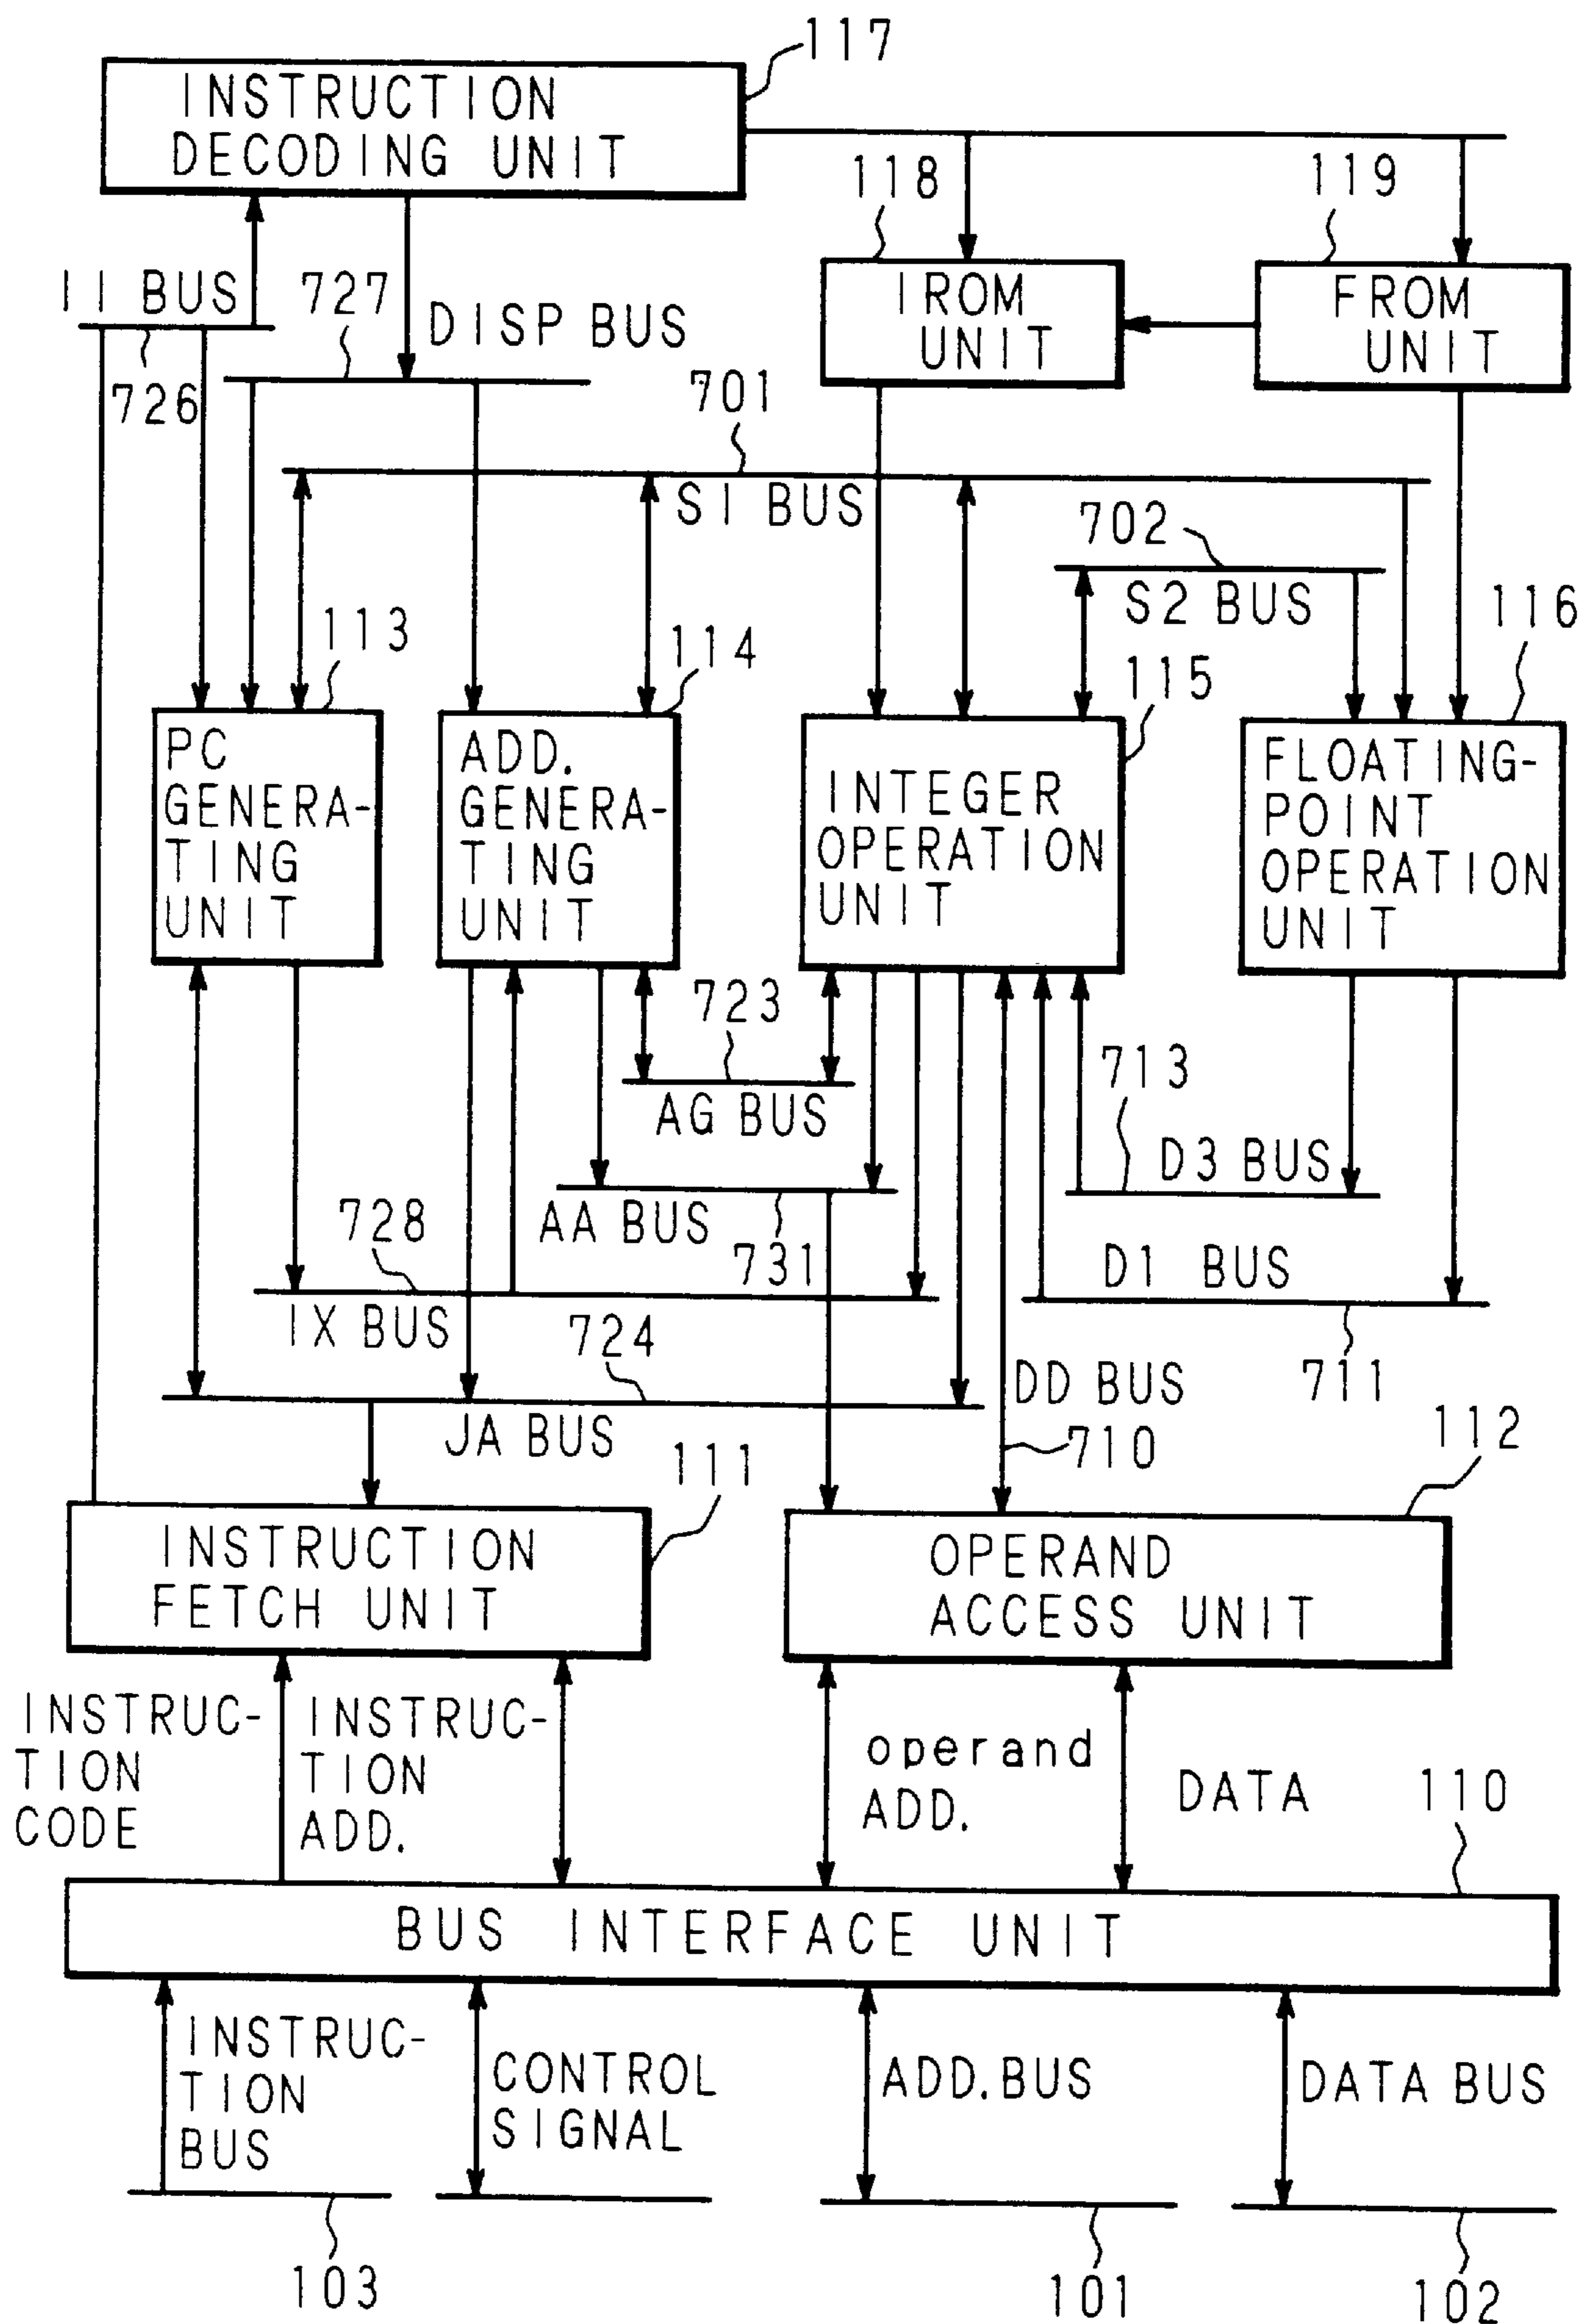 117
INSTRUCTION
DECODING UNIT
118
119
II BUS
727
DISP BUS
IROM
UNIT
FROM
UNIT
726
701
S1 BUS
702
S2 BUS
113
114
115
116
PC
GENERA-
TING
UNIT
ADD.
GENERA-
TING
UNIT
INTEGER
OPERATION
UNIT
FLOATING-
POINT
OPERATION
UNIT
723
AG BUS
713
D3 BUS
AA BUS
731
728
IX BUS
D1 BUS
711
724
JA BUS
DD BUS
710
111
112
INSTRUCTION
FETCH UNIT
OPERAND
ACCESS UNIT
INSTRUC-
TION
CODE
INSTRUC-
TION
ADD.
operand
ADD.
DATA
110
BUS INTERFACE UNIT
INSTRUC-
TION
BUS
CONTROL
SIGNAL
ADD. BUS
DATA BUS
103
101
102